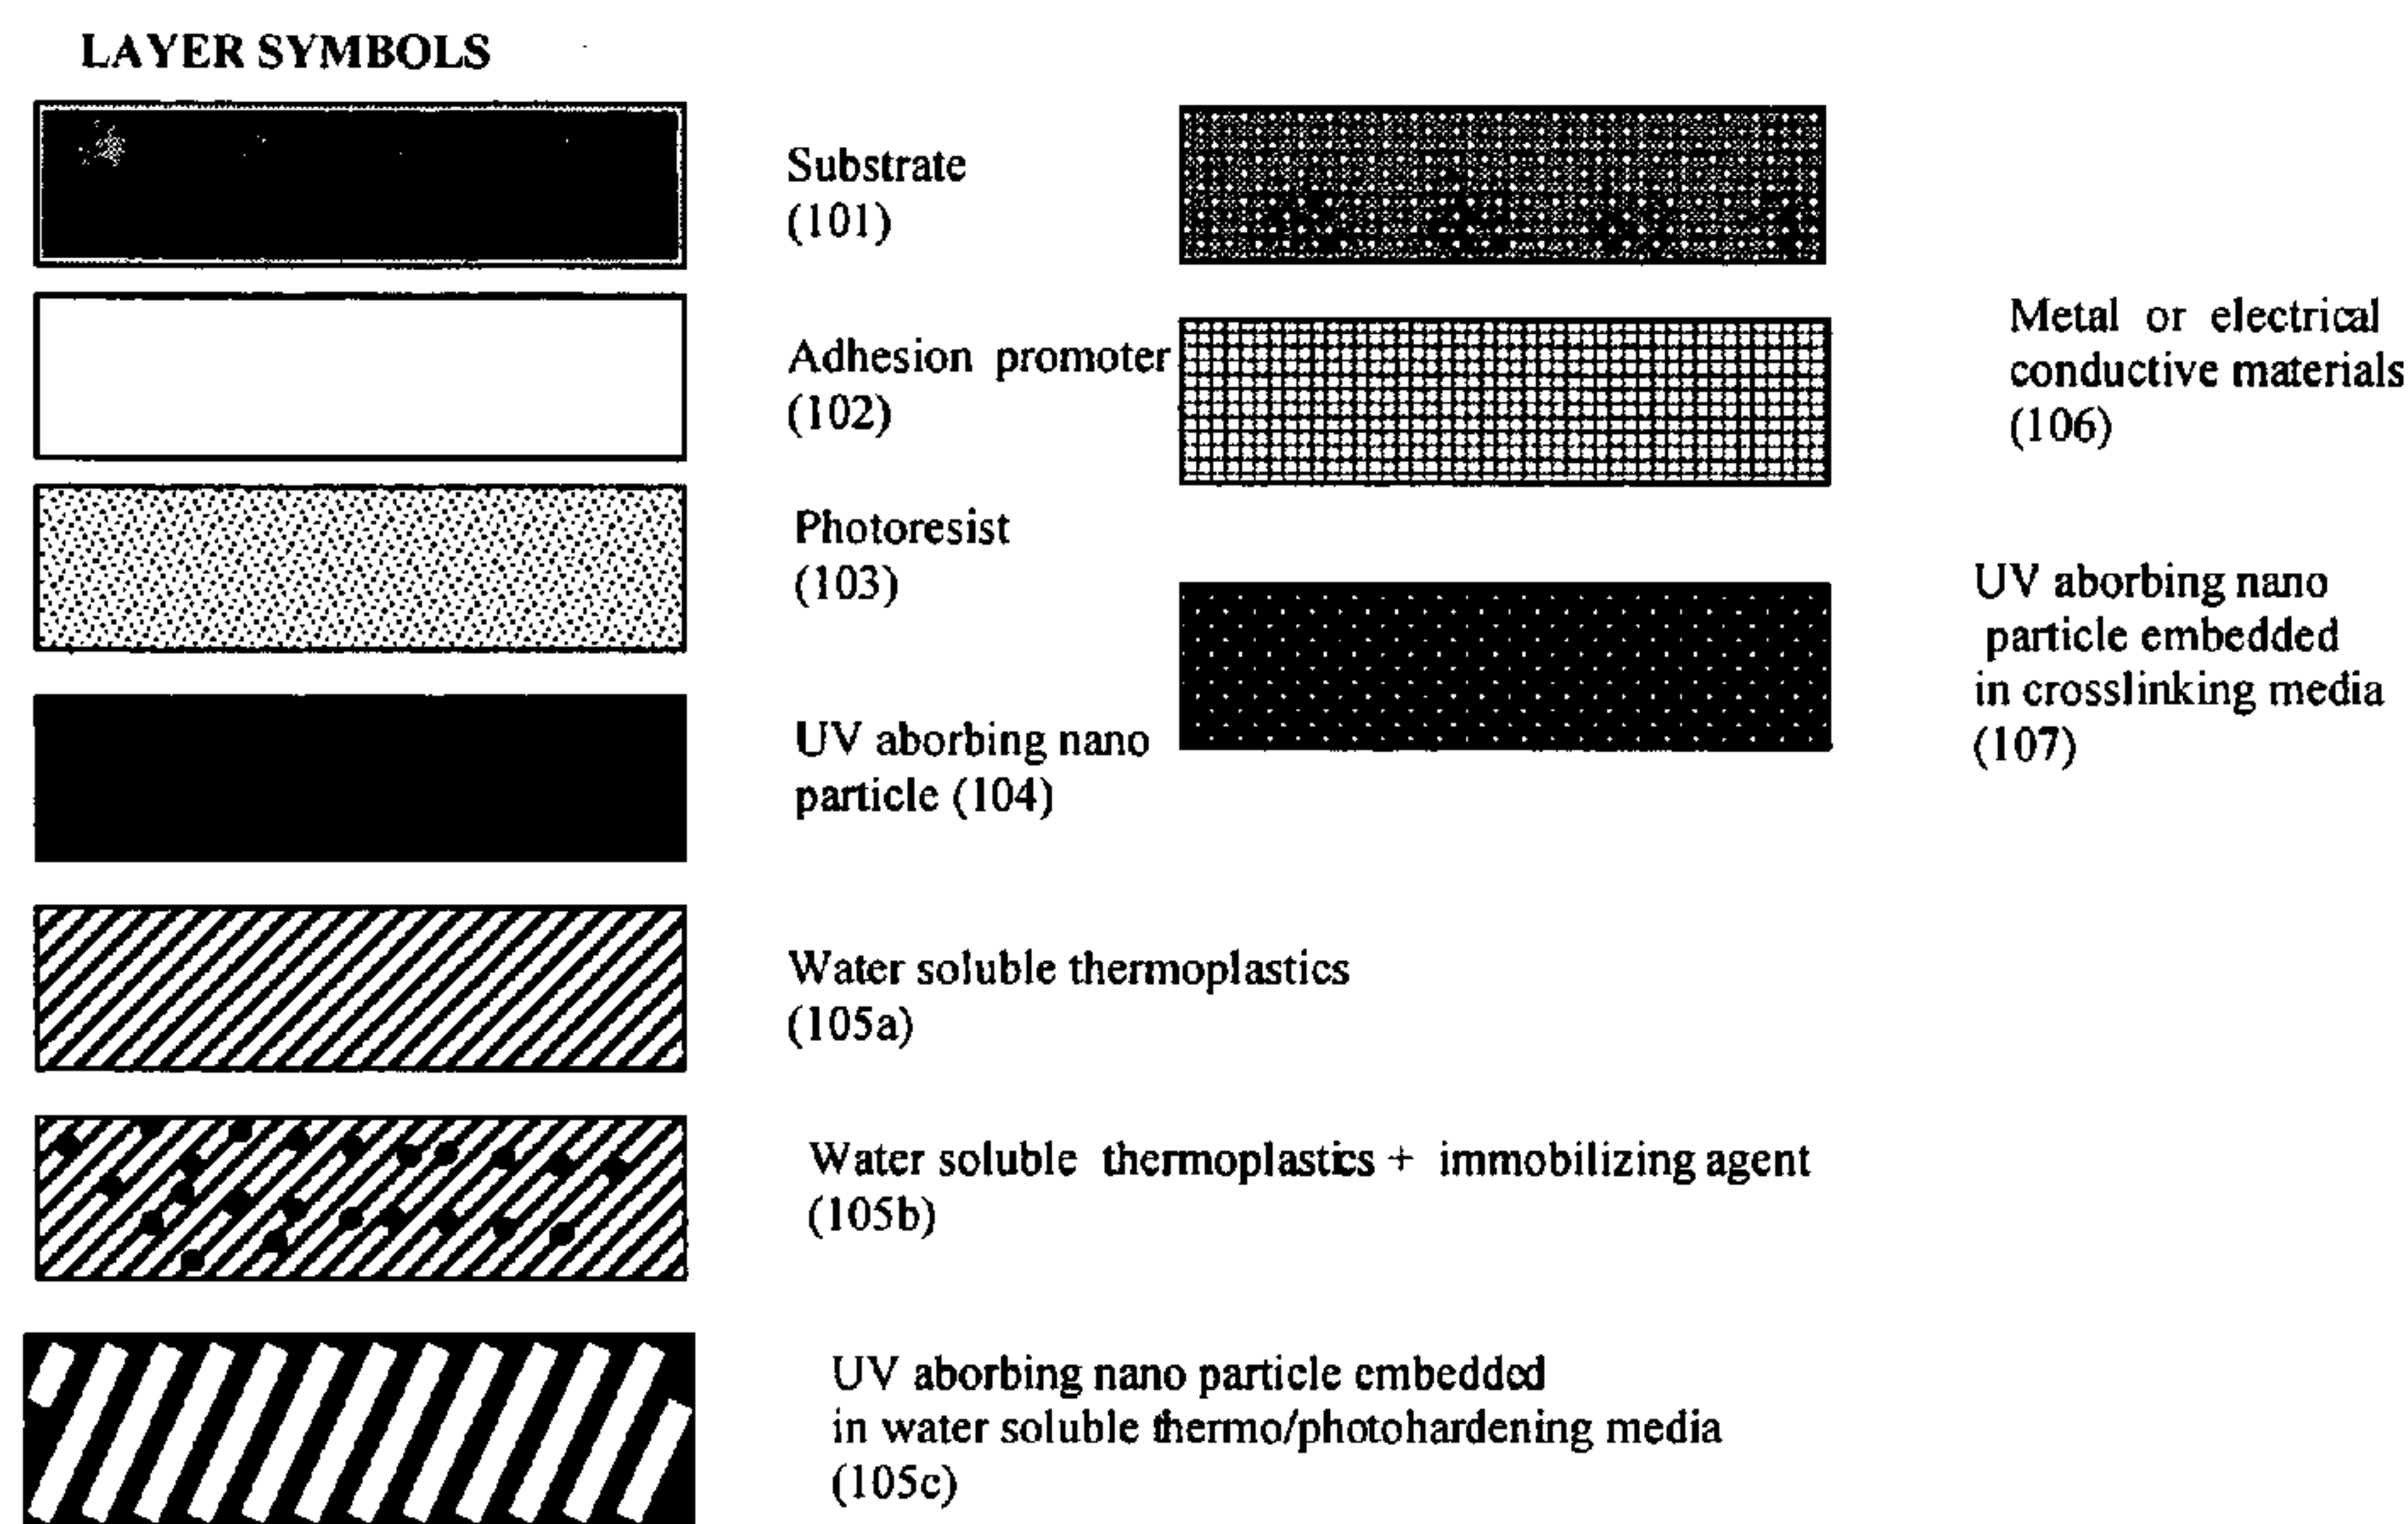 LAYER SYMBOLS
Substrate
(101)
Adhesion promoter
(102)
Photoresist
(103)
UV aborbing nano
particle (104)
Water soluble thermoplastics
(105a)
Water soluble thermoplastics + immobilizing agent
(105b)
UV aborbing nano particle embedded
in water soluble thermo/photohardening media
(105c)
Metal or electrical
conductive materials
(106)
UV aborbing nano
particle embedded
in crosslinking media
(107)